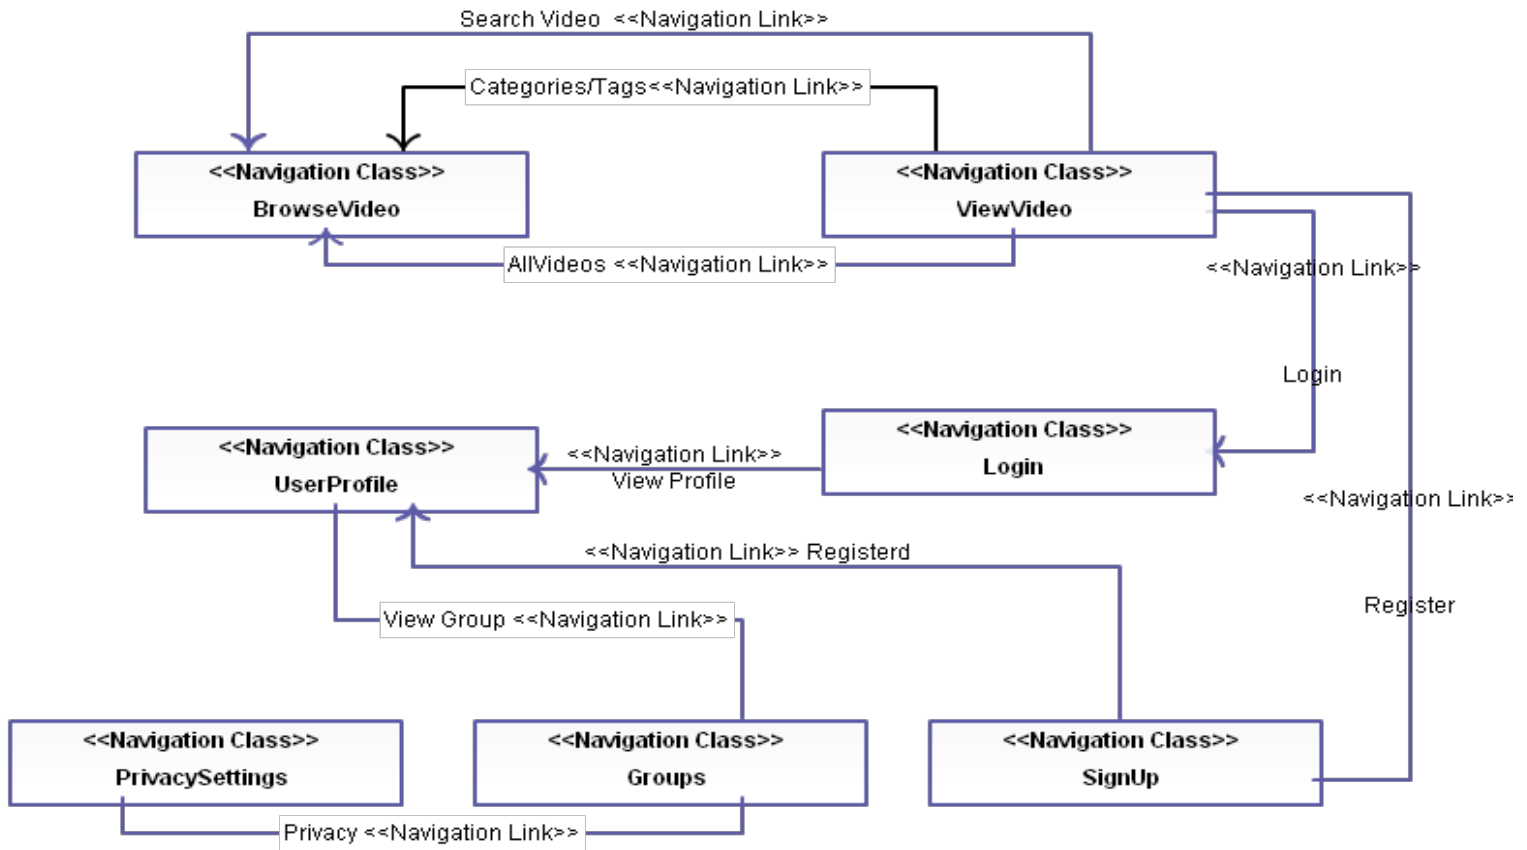 Search Video <<Navigation Link>>
Categories/Tags<<Navigation Link>>
<<Navigation Class>>
BrowseVideo
<<Navigation Class>>
ViewVideo
AllVideos <<Navigation Link>>
<<Navigation Link>>
Login
<<Navigation Class>>
UserProfile
<<Navigation Link>>
View Profile
<<Navigation Class>>
Login
<<Navigation Link>>
<<Navigation Link>> Registerd
Register
View Group <<Navigation Link>>
<<Navigation Class>>
PrivacySettings
<<Navigation Class>>
Groups
<<Navigation Class>>
SignUp
Privacy <<Navigation Link>>